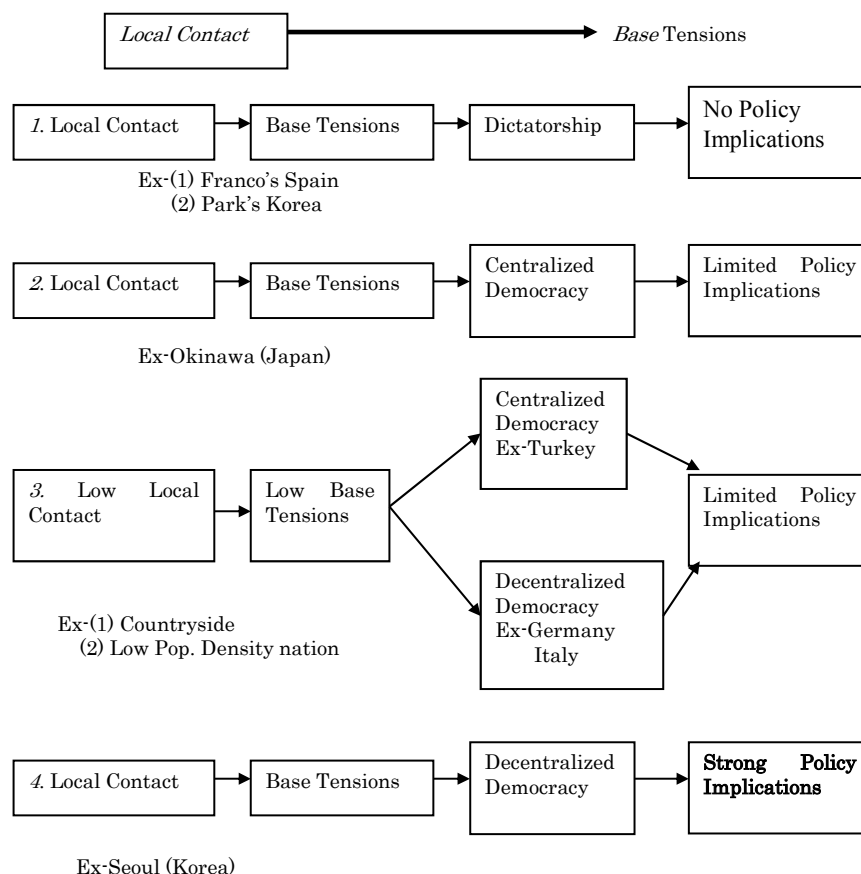 Local Contact
Base Tensions
1. Local Contact
Base Tensions
Dictatorship
No Policy
Implications
Ex-(1) Franco’s Spain
(2) Park’s Korea
2. Local Contact
Base Tensions
Centralized
Democracy
Limited Policy
Implications
Ex-Okinawa (Japan)
3. Low Local
Contact
Low Base
Tensions
Centralized
Democracy
Ex-Turkey
Decentralized
Democracy
Ex-Germany
Italy
Limited Policy
Implications
Ex-(1) Countryside
(2) Low Pop. Density nation
4. Local Contact
Base Tensions
Decentralized
Democracy
Strong Policy
Implications
Ex-Seoul (Korea)